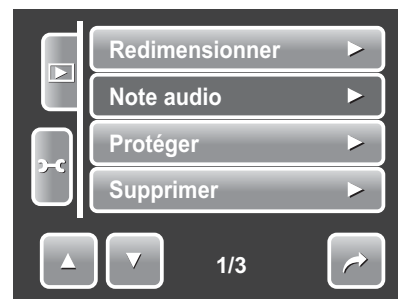 Redimensionner
Note audio
Protéger
Supprimer
1/3